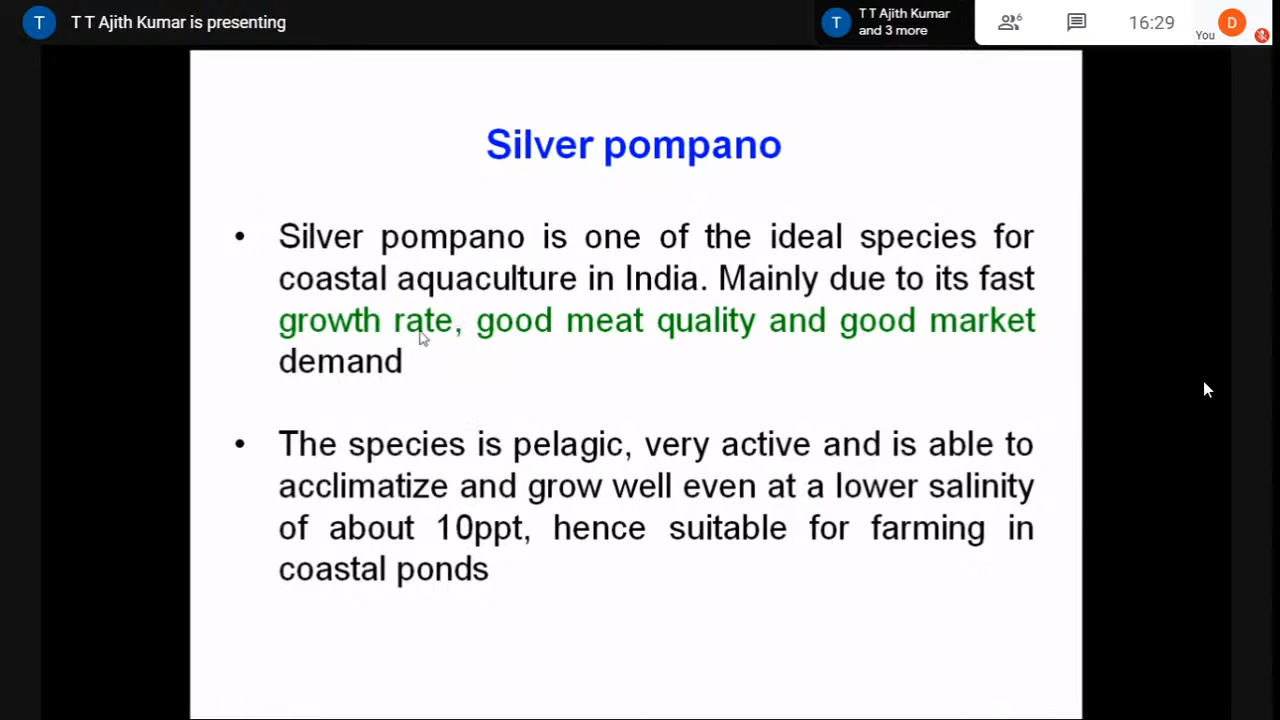 T
T T Ajith Kumar is presenting
T
T T Ajith Kumar
and 3 more
6
16:29
You
D
Silver pompano
• Silver pompano is one of the ideal species for
coastal aquaculture in India. Mainly due to its fast
growth rate, good meat quality and good market
demand
• The species is pelagic, very active and is able to
acclimatize and grow well even at a lower salinity
of about 10ppt, hence suitable for farming in
coastal ponds